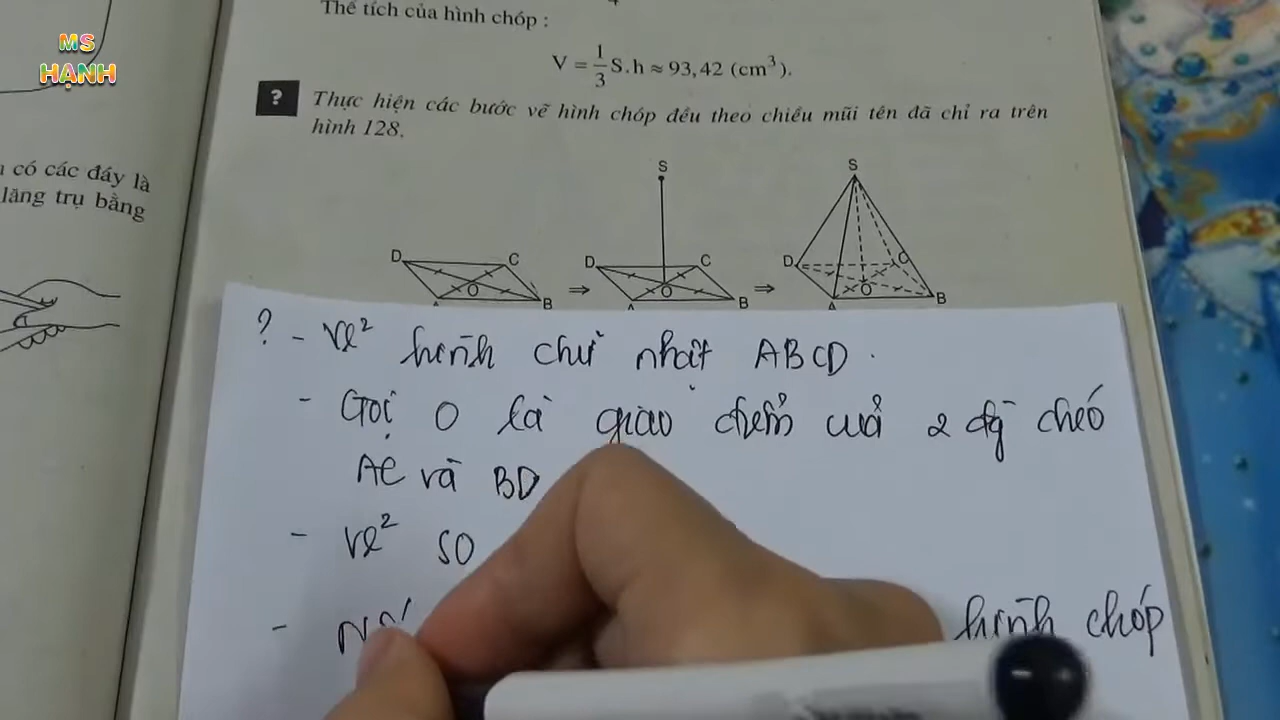 MS
HẠNH
Thể tích của hình chóp :
V = 1/3 S.h ≈ 93,42 (cm³).
? Thực hiện các bước vẽ hình chóp đều theo chiều mũi tên đã chỉ ra trên
hình 128.
có các đáy là
lăng trụ bằng
S S
D C D C D C
O B ⇒ O B ⇒ O B
A A A
? - Vẽ hình chữ nhật ABCD.
- Gọi O là giao điểm của 2 đg chéo
AC và BD
- Vẽ SO
- hình chóp